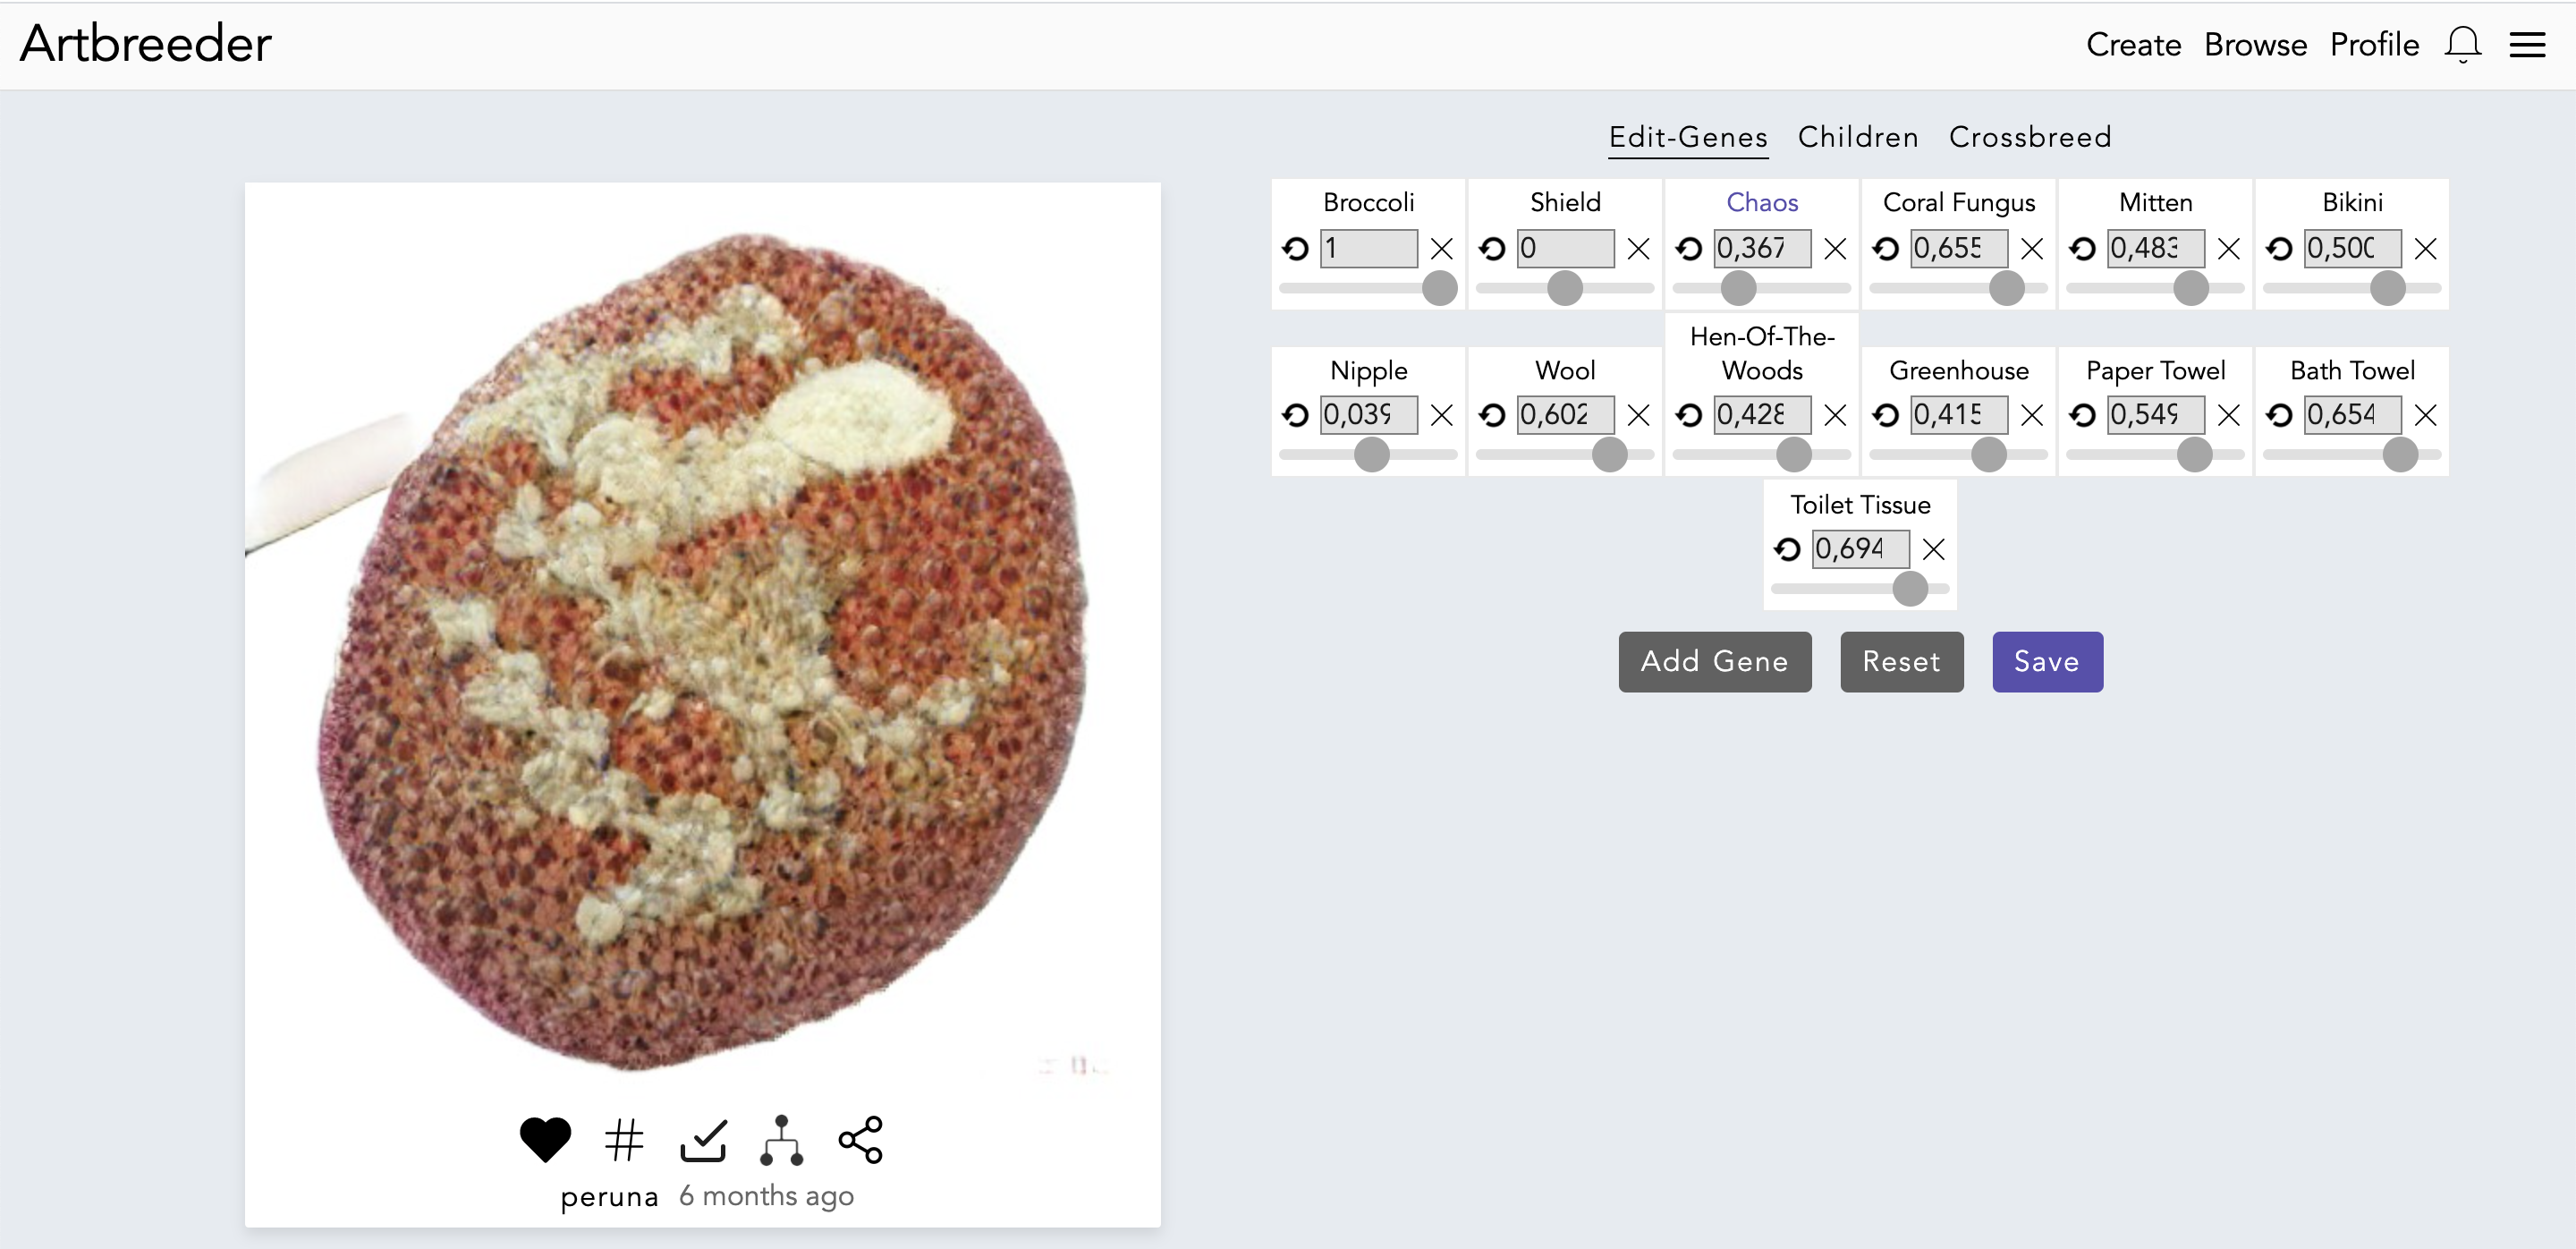 Artbreeder
Create Browse Profile
Edit-Genes Children Crossbreed
Broccoli Shield Chaos Coral Fungus Mitten Bikini
1 0 0,367 0,655 0,483 0,500
Hen-Of-The-
Nipple Wool Woods Greenhouse Paper Towel Bath Towel
0,039 0,602 0,428 0,415 0,549 0,654
Toilet Tissue
0,694
Add Gene Reset Save
#
peruna 6 months ago